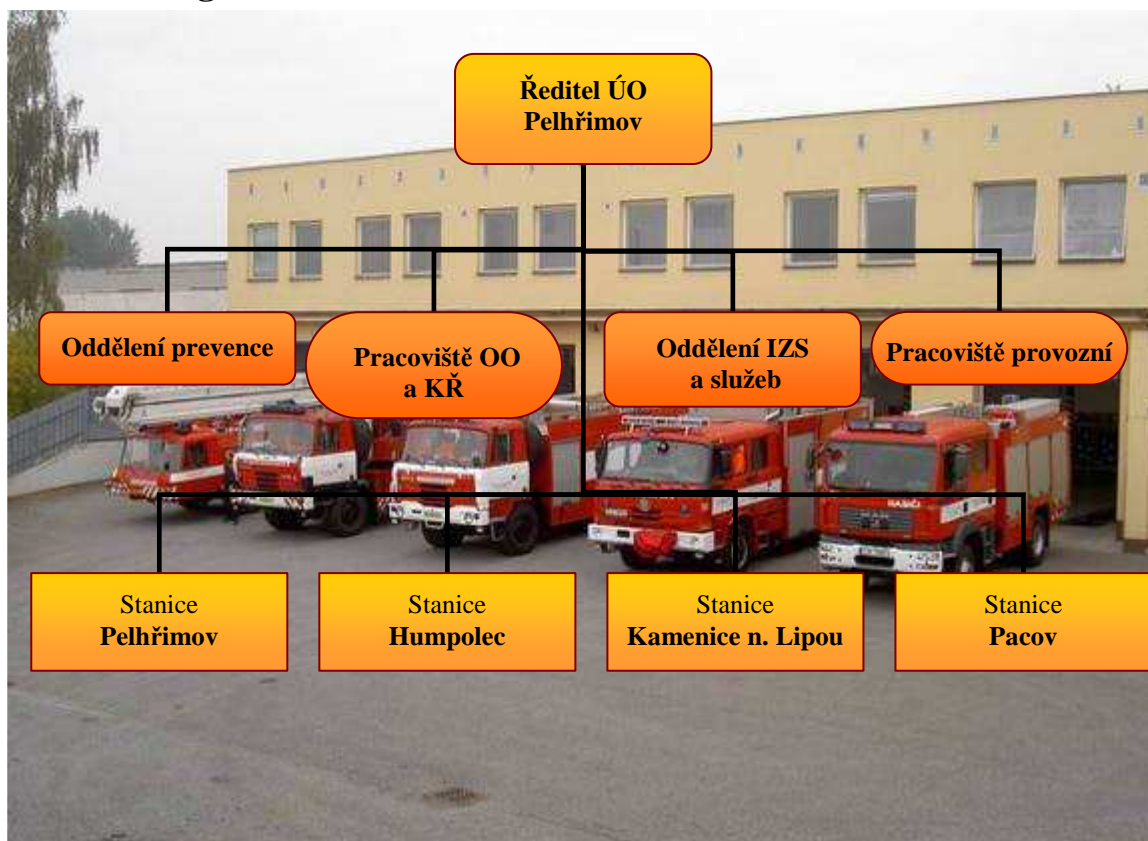 Ředitel ÚO
Pelhřimov
Oddělení prevence
Pracoviště OO
a KŘ
Oddělení IZS
a služeb
Pracoviště provozní
Stanice
Pelhřimov
Stanice
Humpolec
Stanice
Kamenice n. Lipou
Stanice
Pacov